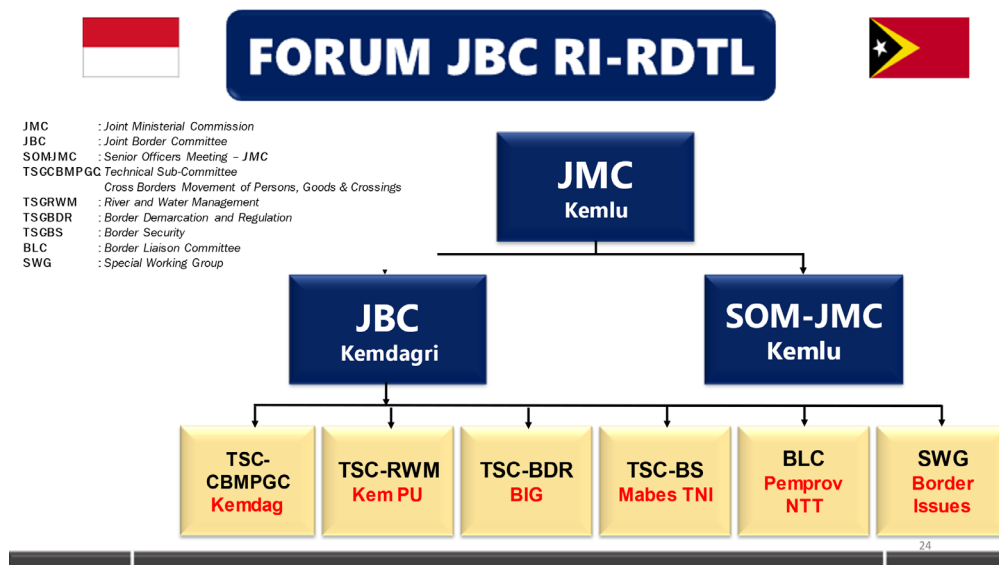 FORUM JBC RI-RDTL
JMC : Joint Ministerial Commission
JBC : Joint Border Committee
SOMJMC : Senior Officers Meeting – JMC
TSCCBMPGC: Technical Sub-Committee
Cross Borders Movement of Persons, Goods & Crossings
TSCRWM : River and Water Management
TSCBDR : Border Demarcation and Regulation
TSCBS : Border Security
BLC : Border Liaison Committee
SWG : Special Working Group
JMC
Kemlu
JBC
Kemdagri
SOM-JMC
Kemlu
TSC-
CBMPGC
Kemdag
TSC-RWM
Kem PU
TSC-BDR
BIG
TSC-BS
Mabes TNI
BLC
Pemprov
NTT
SWG
Border
Issues
24